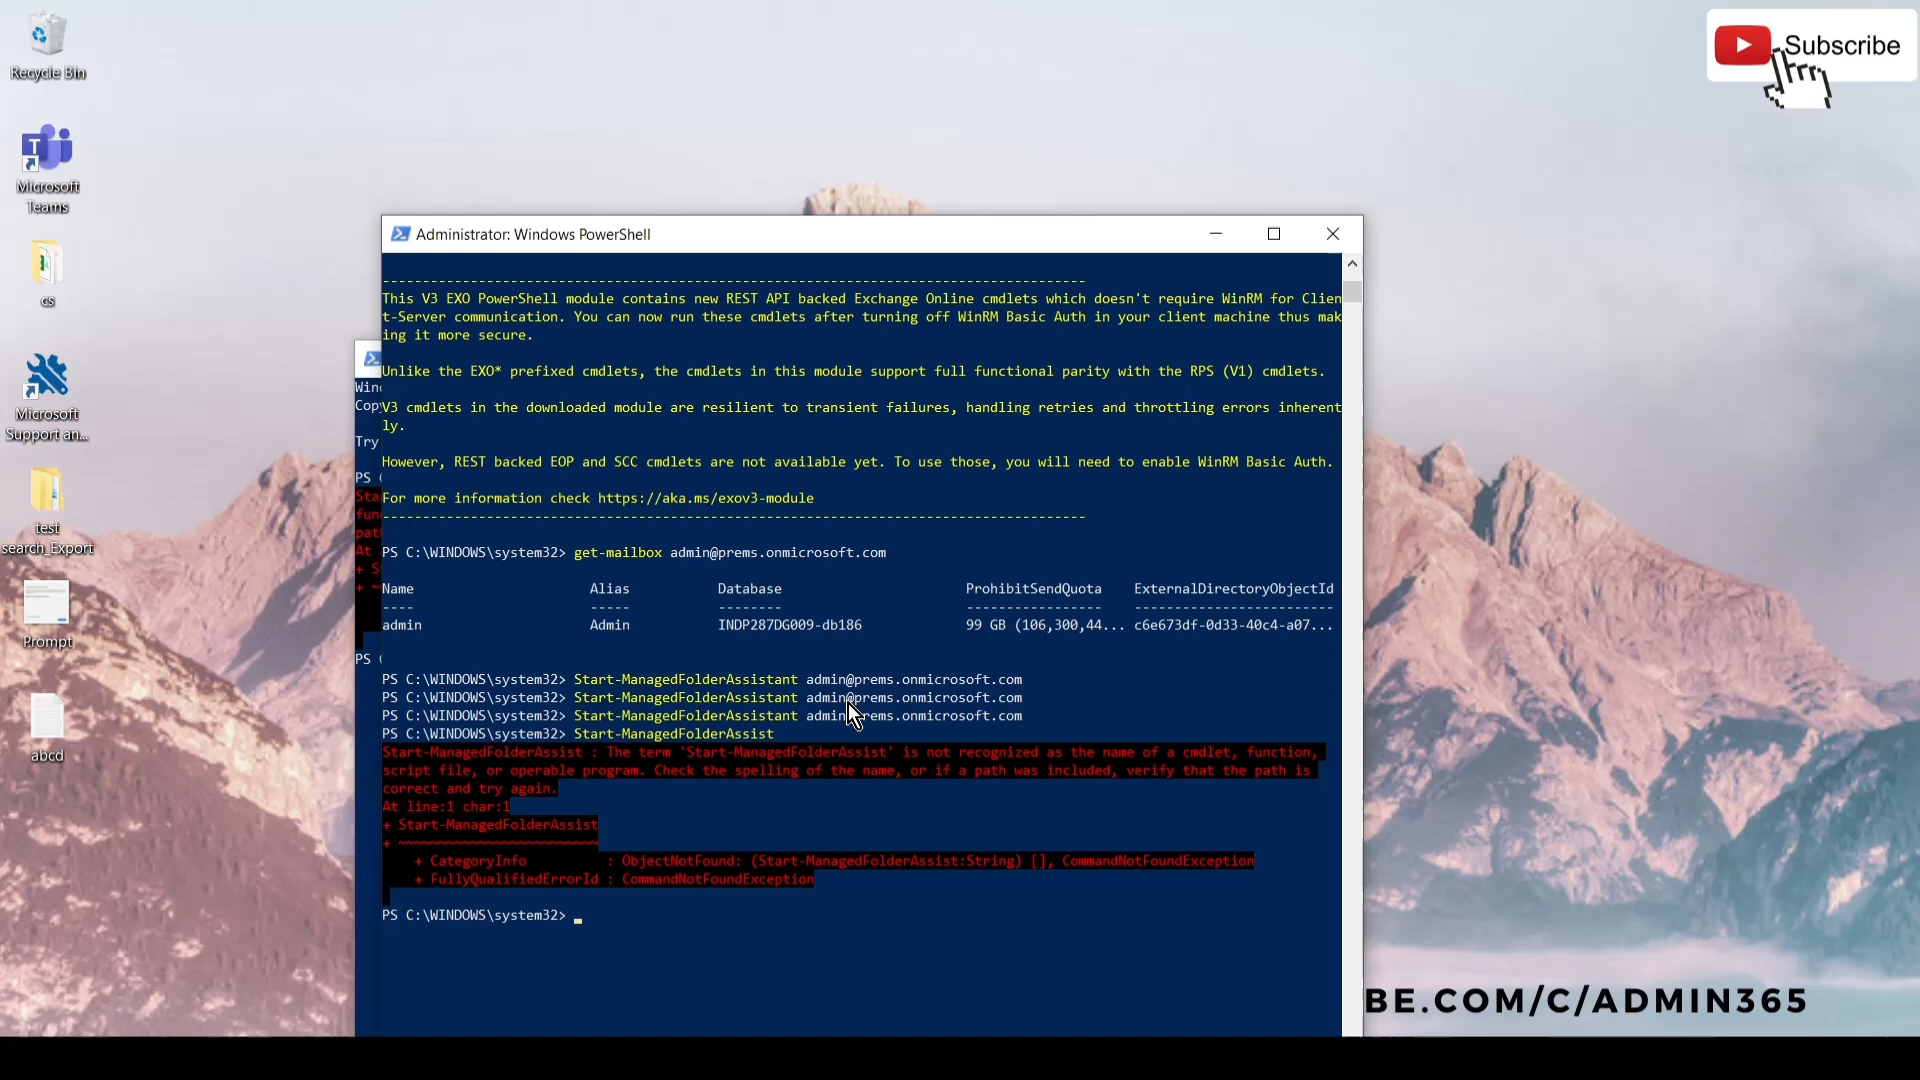 Recycle Bin
Microsoft
Teams
cs
Microsoft
Support an...
test
search_Export
Prompt
abcd
Subscribe
Administrator: Windows PowerShell
--------------------------------------------------------------------------------
This V3 EXO PowerShell module contains new REST API backed Exchange Online cmdlets which doesn't require WinRM for Clien
t-Server communication. You can now run these cmdlets after turning off WinRM Basic Auth in your client machine thus mak
ing it more secure.
Unlike the EXO* prefixed cmdlets, the cmdlets in this module support full functional parity with the RPS (V1) cmdlets.
V3 cmdlets in the downloaded module are resilient to transient failures, handling retries and throttling errors inherent
ly.
However, REST backed EOP and SCC cmdlets are not available yet. To use those, you will need to enable WinRM Basic Auth.
For more information check https://aka.ms/exov3-module
--------------------------------------------------------------------------------
PS C:\WINDOWS\system32> get-mailbox admin@prems.onmicrosoft.com
Name Alias Database ProhibitSendQuota ExternalDirectoryObjectId
---- ----- -------- ----------------- -------------------------
admin Admin INDP287DG009-db186 99 GB (106,300,44... c6e673df-0d33-40c4-a07...
PS C:\WINDOWS\system32> Start-ManagedFolderAssistant admin@prems.onmicrosoft.com
PS C:\WINDOWS\system32> Start-ManagedFolderAssistant admin@prems.onmicrosoft.com
PS C:\WINDOWS\system32> Start-ManagedFolderAssistant admin@prems.onmicrosoft.com
PS C:\WINDOWS\system32> Start-ManagedFolderAssist
Start-ManagedFolderAssist : The term 'Start-ManagedFolderAssist' is not recognized as the name of a cmdlet, function,
script file, or operable program. Check the spelling of the name, or if a path was included, verify that the path is
correct and try again.
At line:1 char:1
+ Start-ManagedFolderAssist
+ ~~~~~~~~~~~~~~~~~~~~~~~~~
+ CategoryInfo : ObjectNotFound: (Start-ManagedFolderAssist:String) [], CommandNotFoundException
+ FullyQualifiedErrorId : CommandNotFoundException
PS C:\WINDOWS\system32>
Try
PS
At
PS
BE.COM/C/ADMIN365